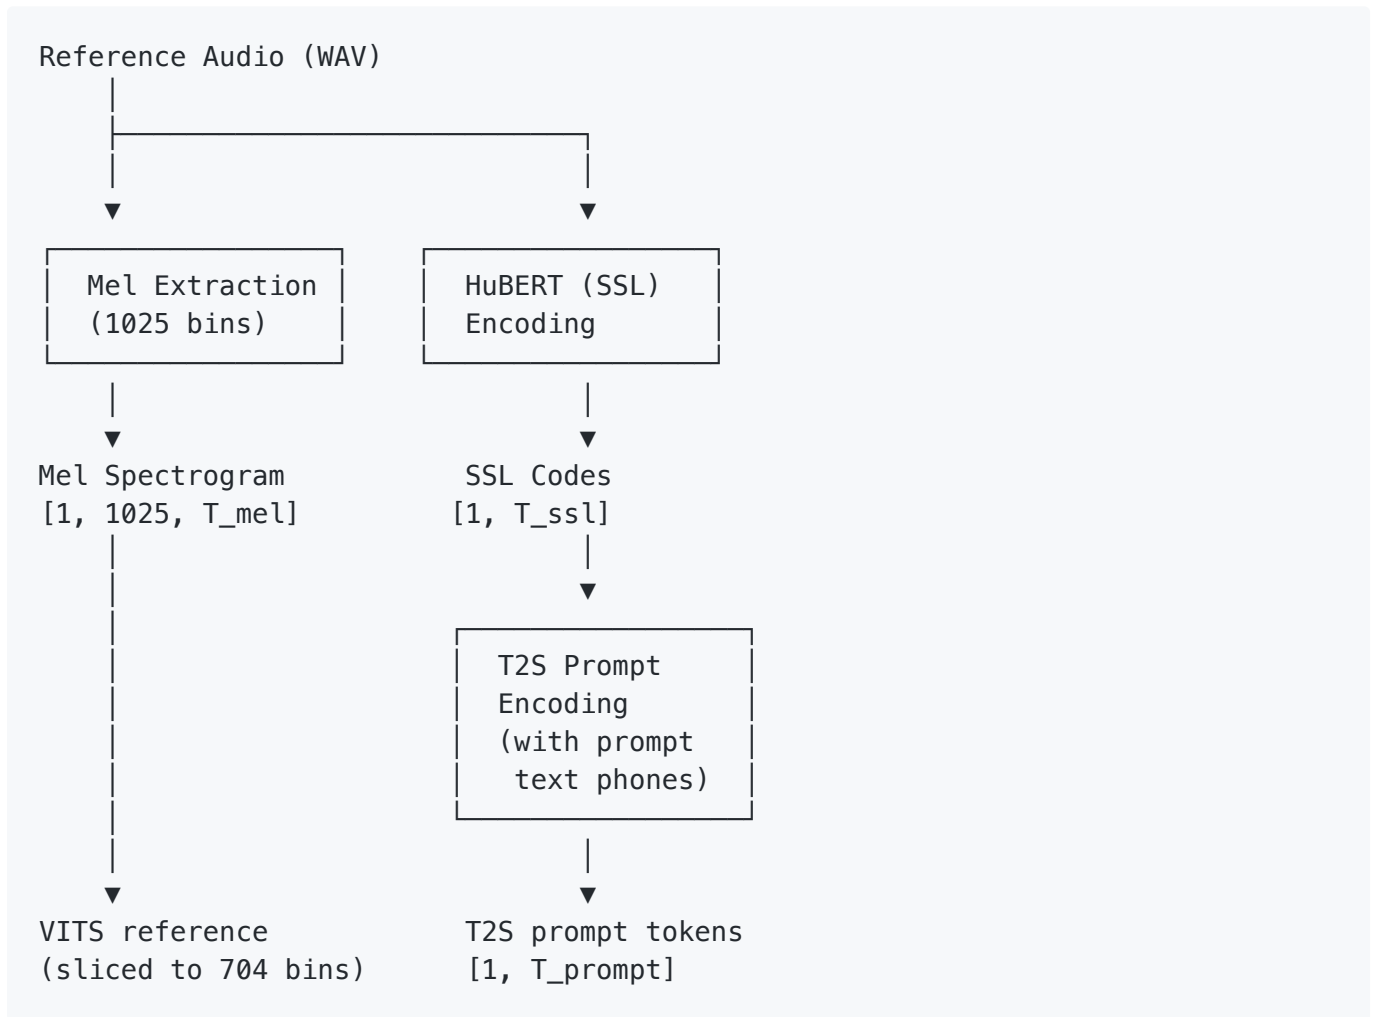 Reference Audio (WAV)
Mel Extraction
(1025 bins)
HuBERT (SSL)
Encoding
Mel Spectrogram
[1, 1025, T_mel]
SSL Codes
[1, T_ssl]
T2S Prompt
Encoding
(with prompt
text phones)
VITS reference
(sliced to 704 bins)
T2S prompt tokens
[1, T_prompt]